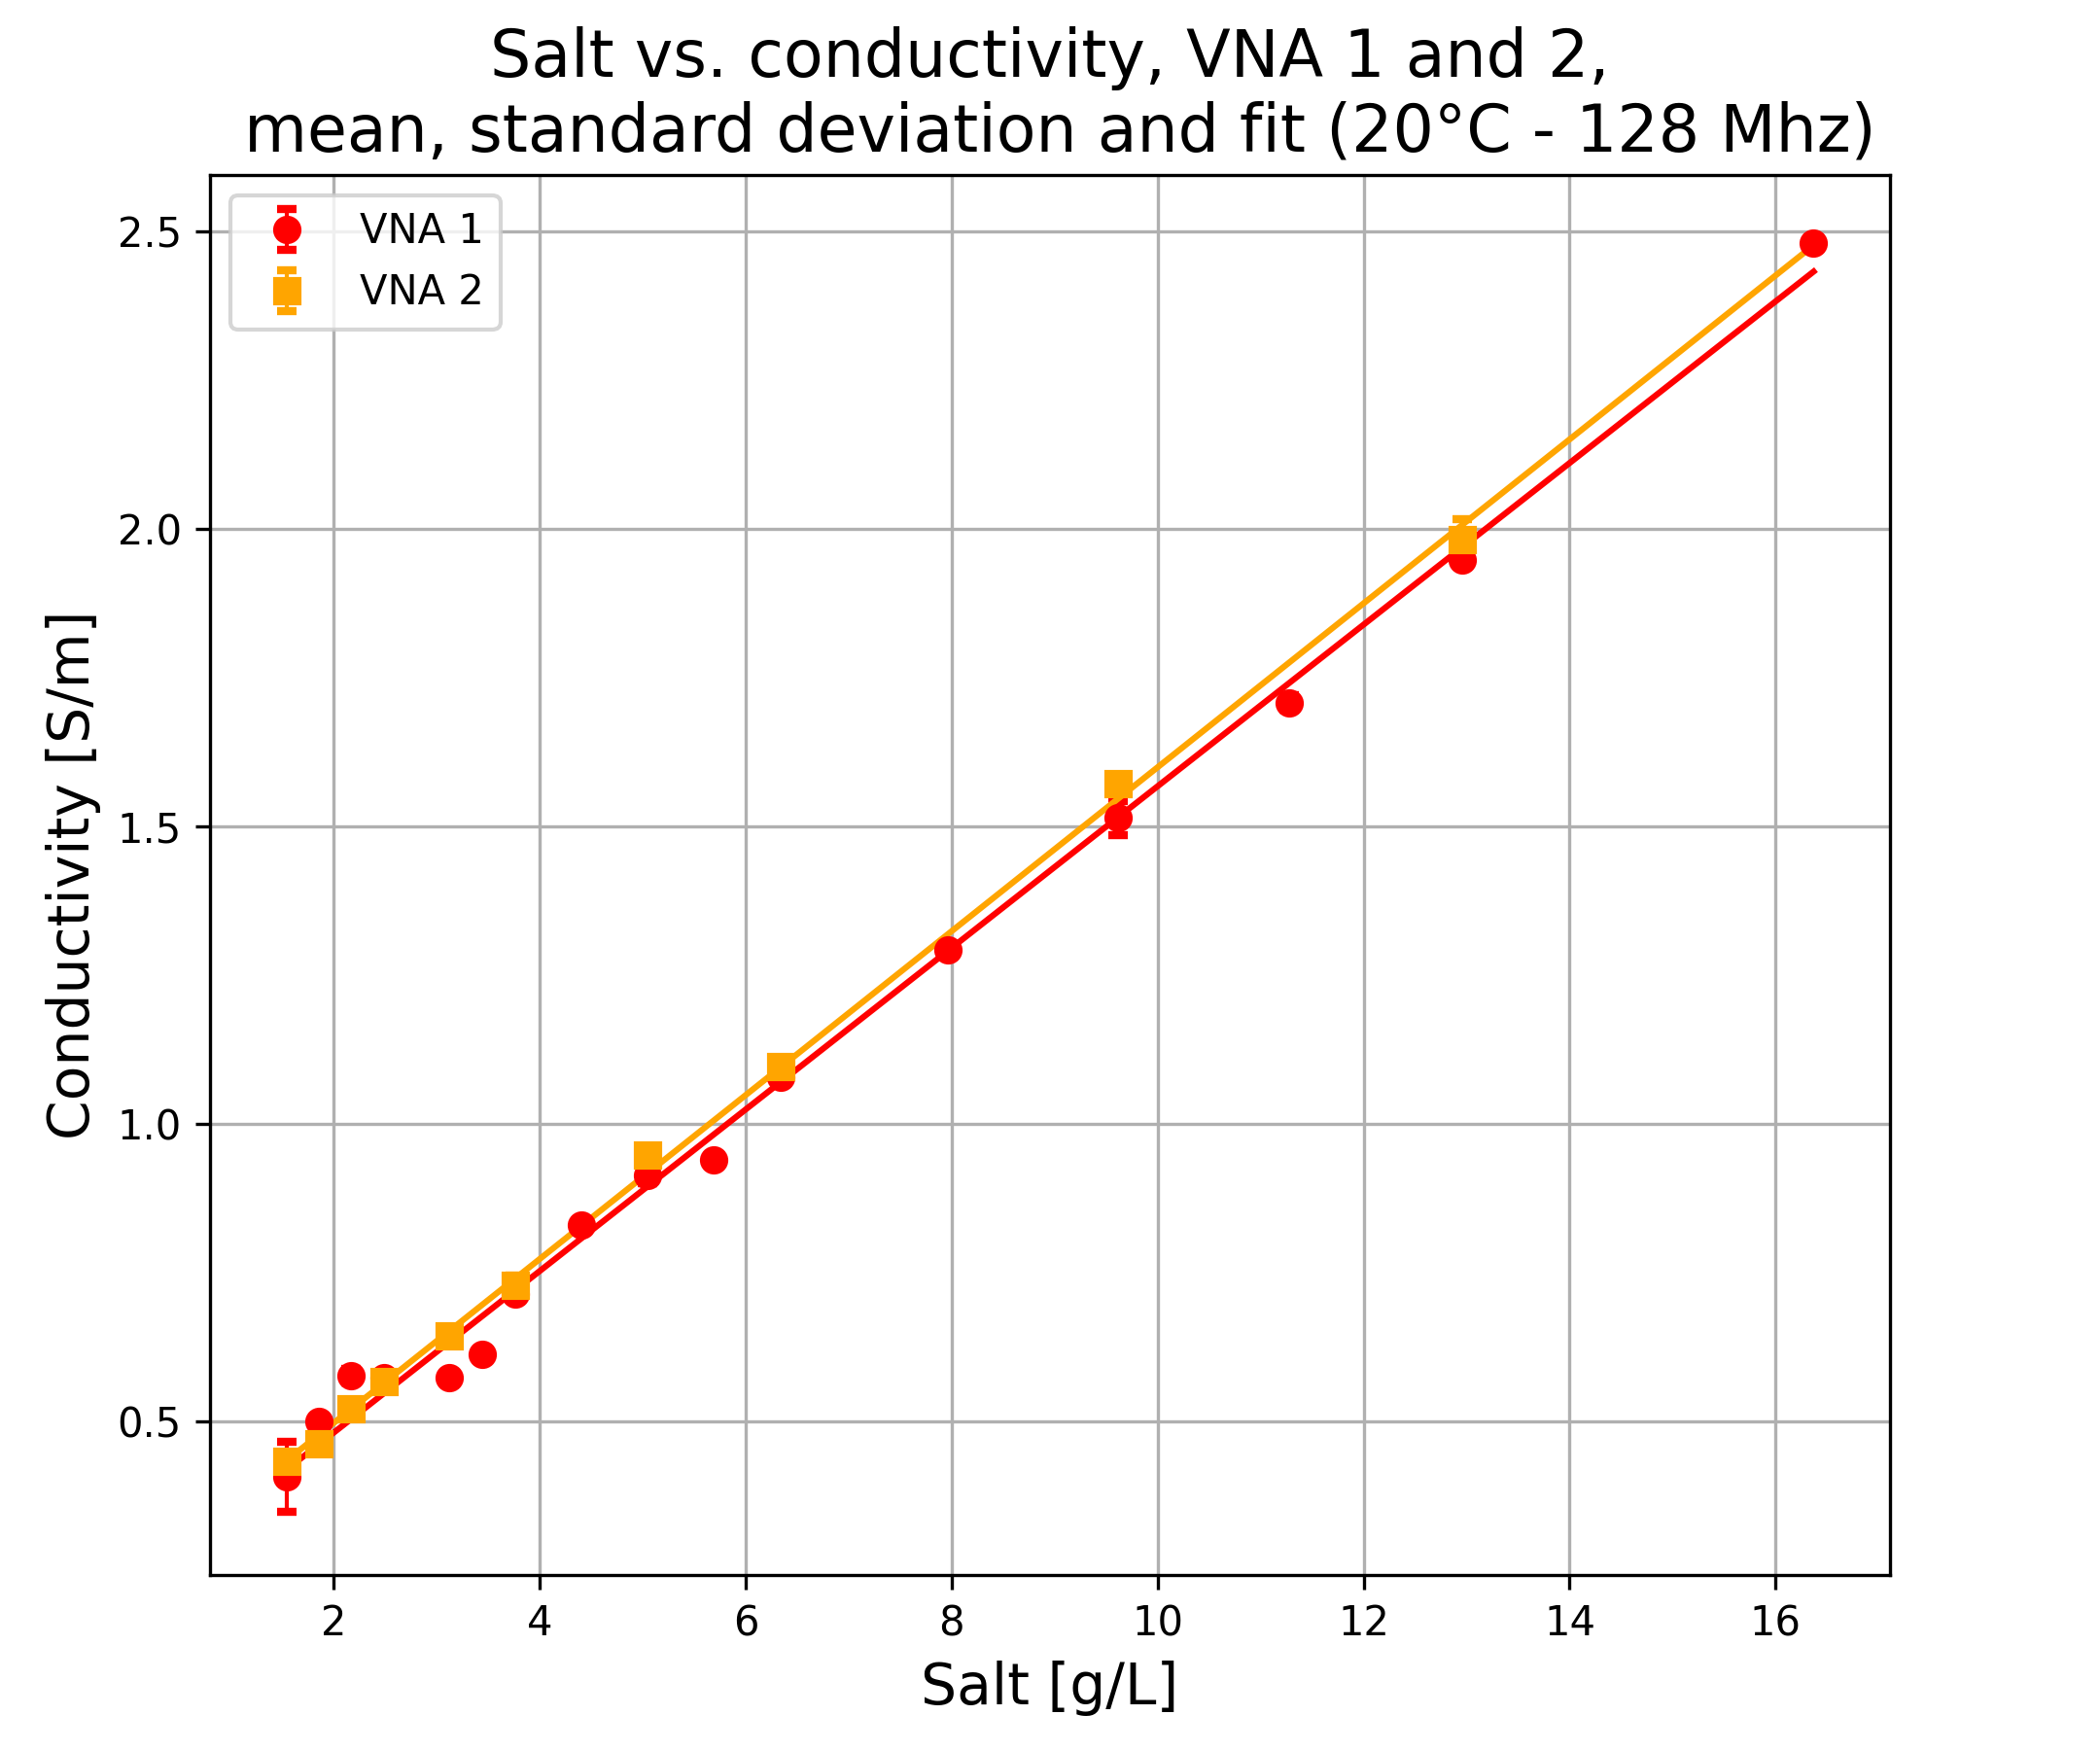 Salt vs. conductivity, VNA 1 and 2,
mean, standard deviation and fit (20°C - 128 Mhz)
VNA 1
VNA 2
2.5
2.0
1.5
1.0
0.5
Conductivity [S/m]
2 4 6 8 10 12 14 16
Salt [g/L]